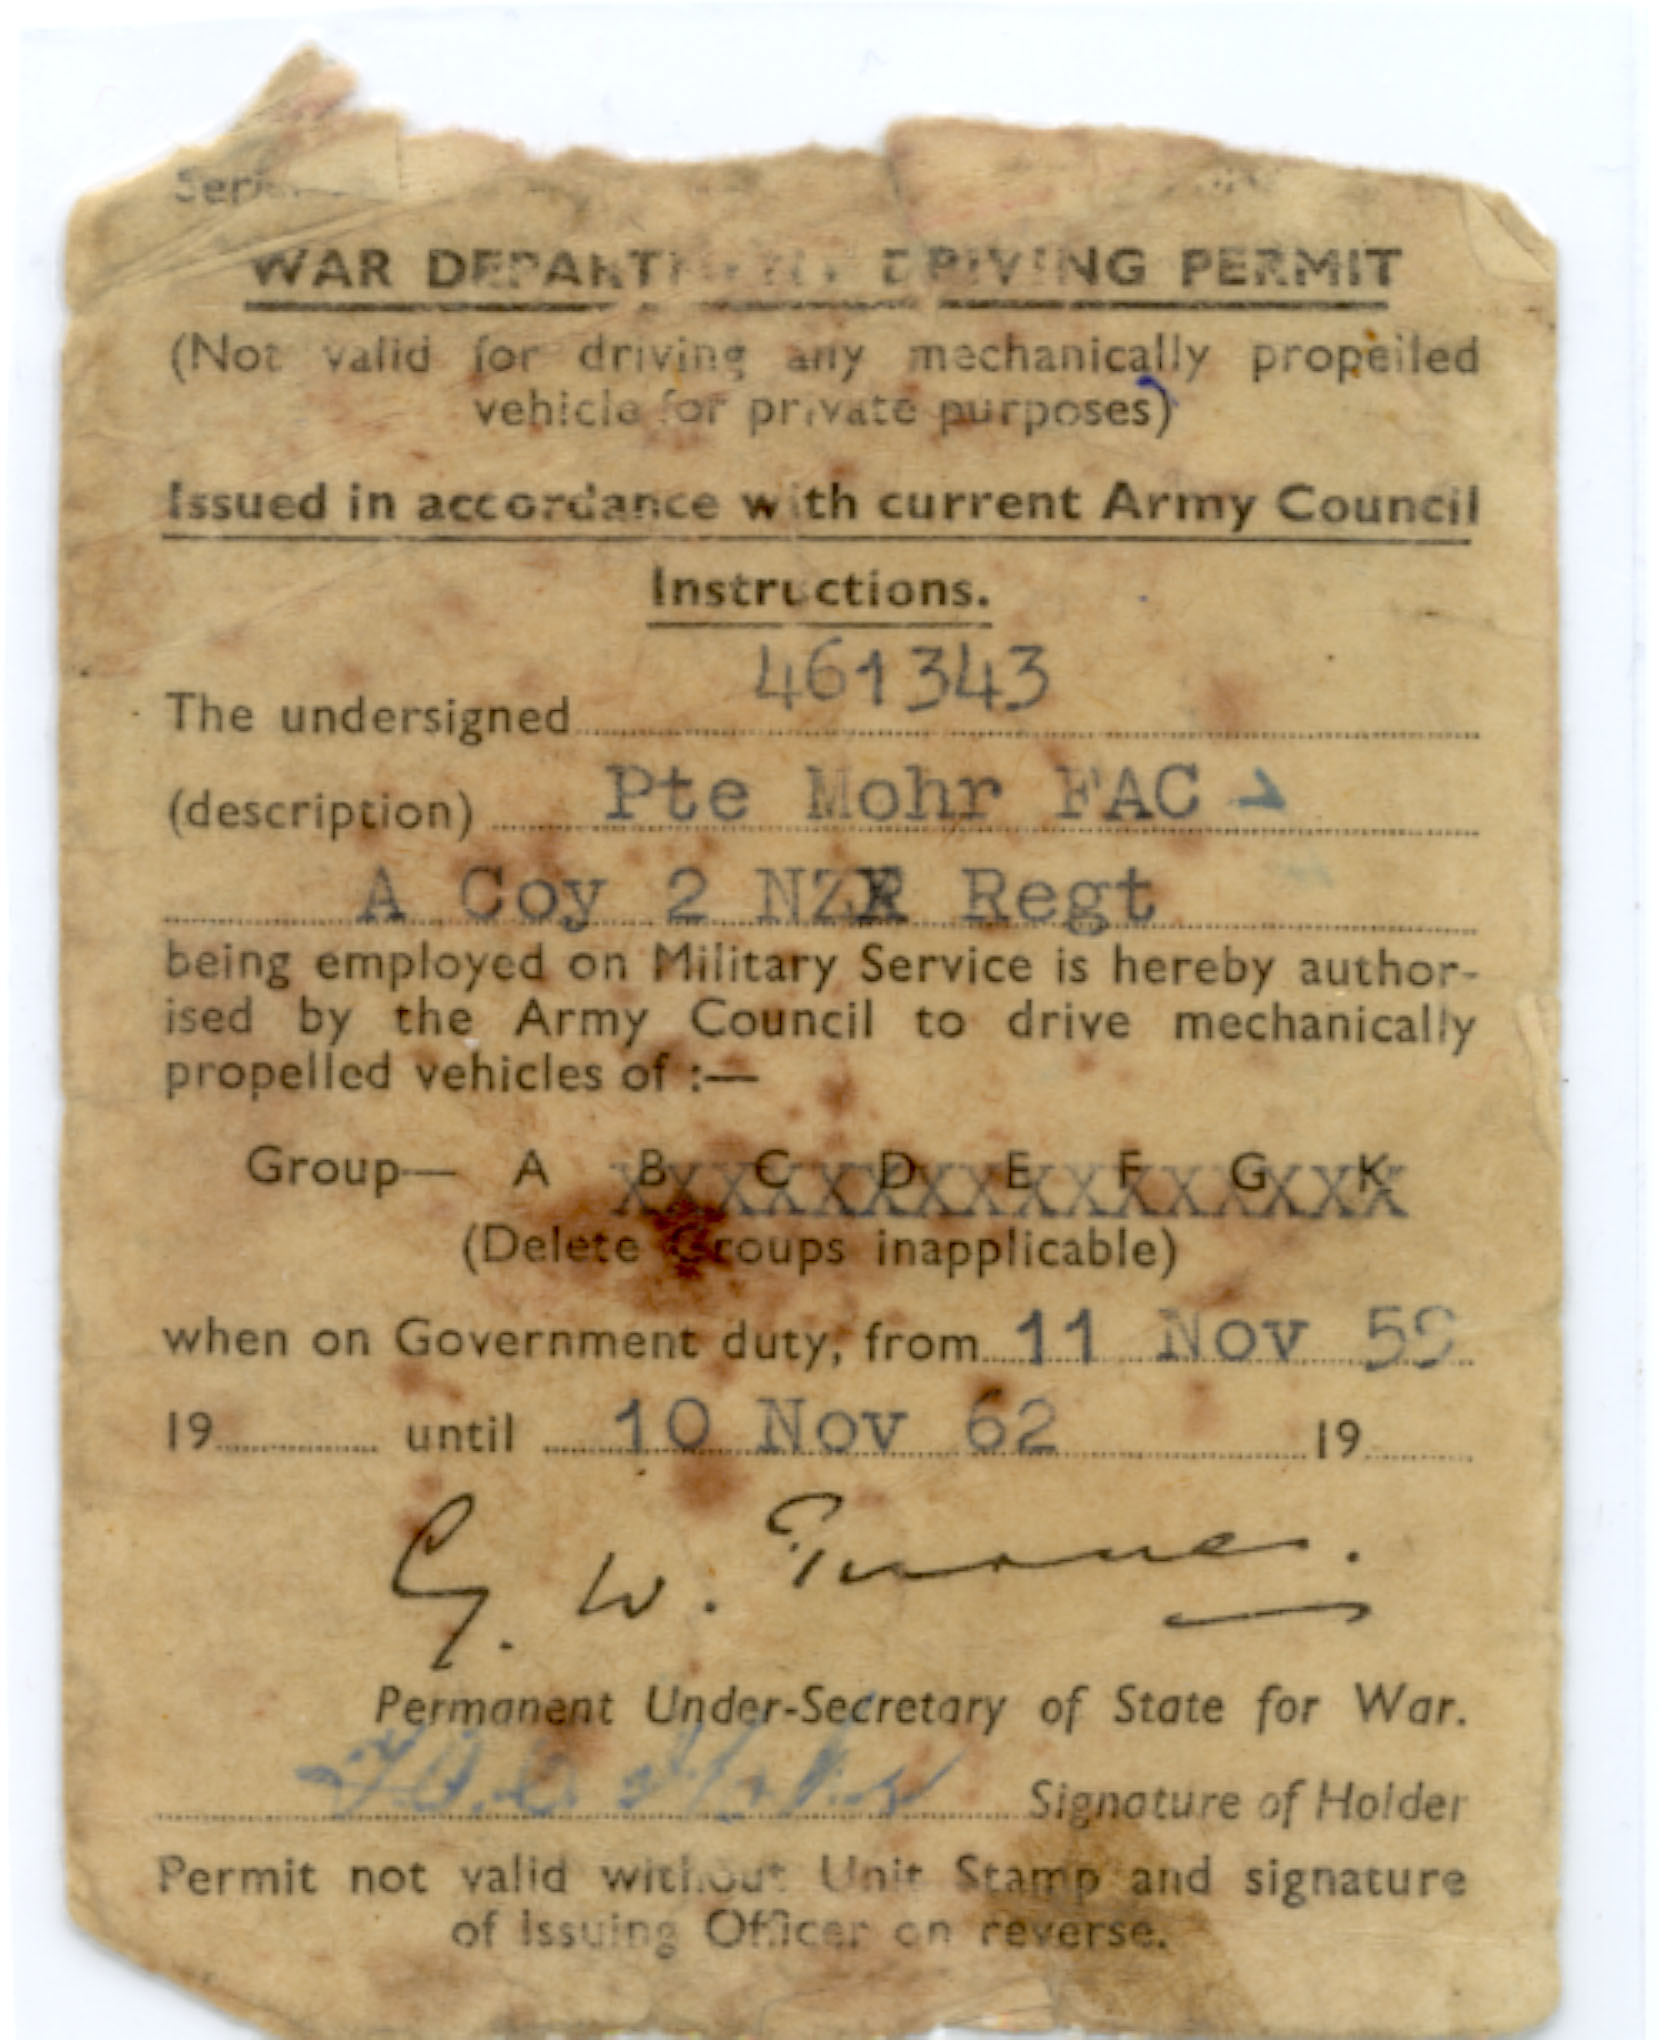 WAR DEPARTMENT DRIVING PERMIT
(Not valid for driving any mechanically propelled
vehicle for private purposes)
Issued in accordance with current Army Council
Instructions.
The undersigned 461343
(description) Pte Mohr FAC
A Coy 2 NZR Regt
being employed on Military Service is hereby author-
ised by the Army Council to drive mechanically
propelled vehicles of :—
Group— A B C D E F G K
(Delete Groups inapplicable)
when on Government duty, from 11 Nov 59
19 until 10 Nov 62 19
G. W. Turner.
Permanent Under-Secretary of State for War.
Signature of Holder
Permit not valid without Unit Stamp and signature
of Issuing Officer on reverse.